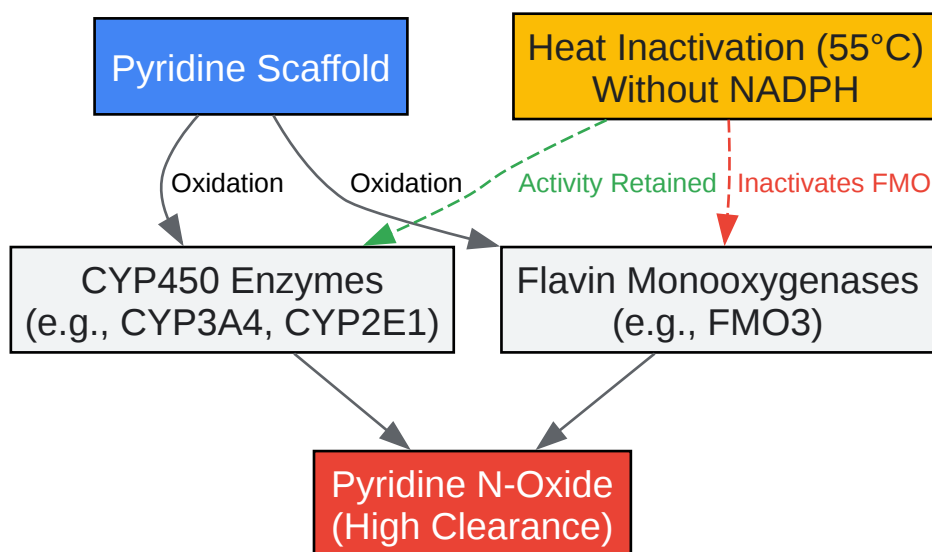 Pyridine Scaffold
Heat Inactivation (55°C)
Without NADPH
Oxidation
Oxidation
Activity Retained
Inactivates FMO
CYP450 Enzymes
(e.g., CYP3A4, CYP2E1)
Flavin Monooxygenases
(e.g., FMO3)
Pyridine N-Oxide
(High Clearance)